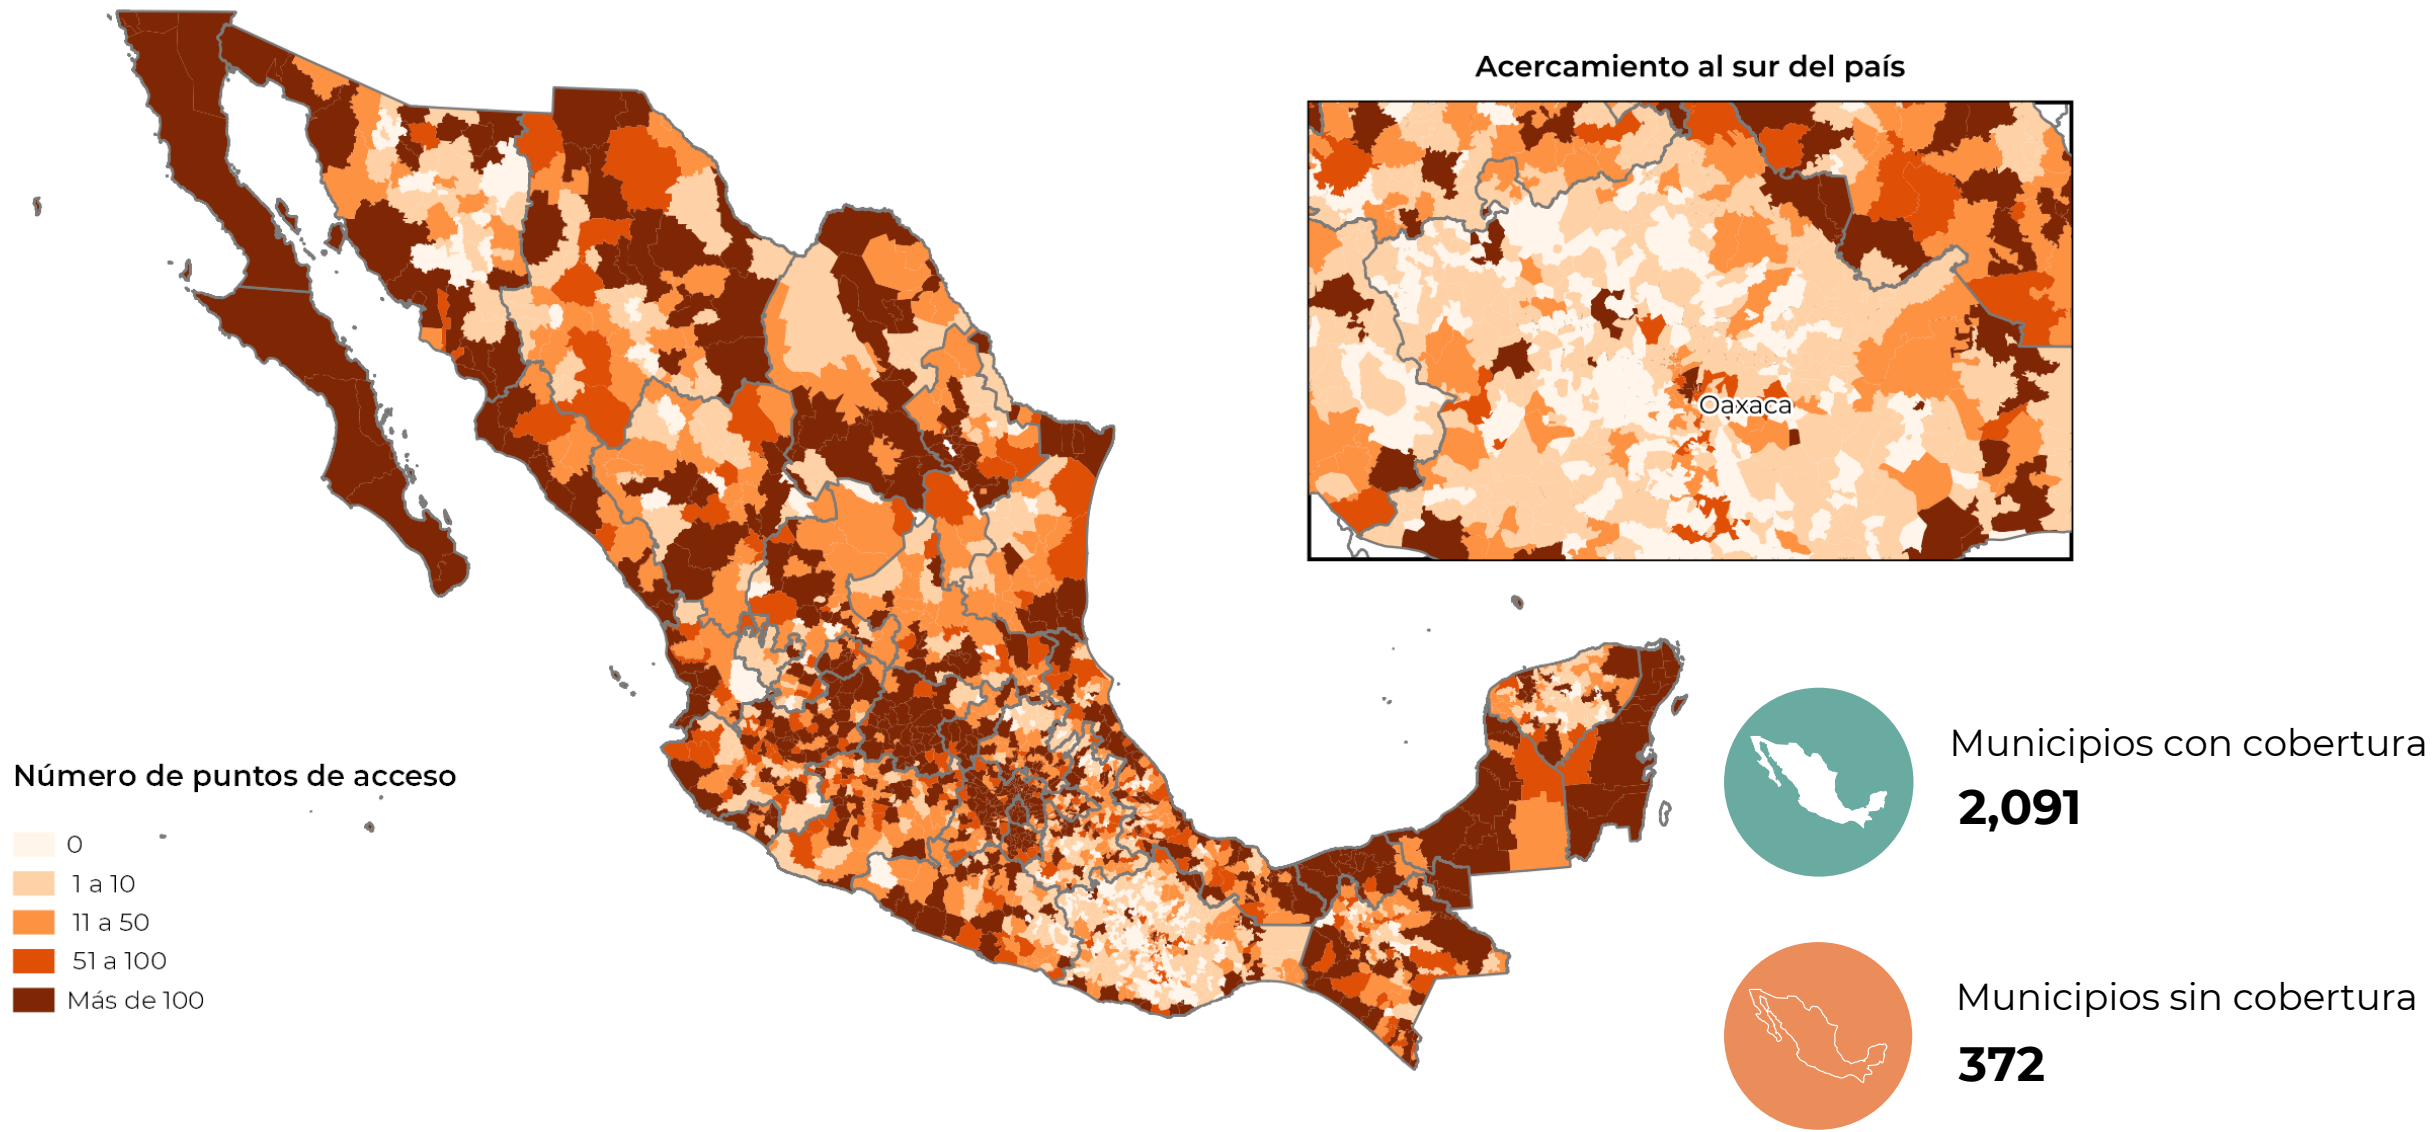 Acercamiento al sur del país
Oaxaca
Número de puntos de acceso
0
1 a 10
11 a 50
51 a 100
Más de 100
Municipios con cobertura
2,091
Municipios sin cobertura
372